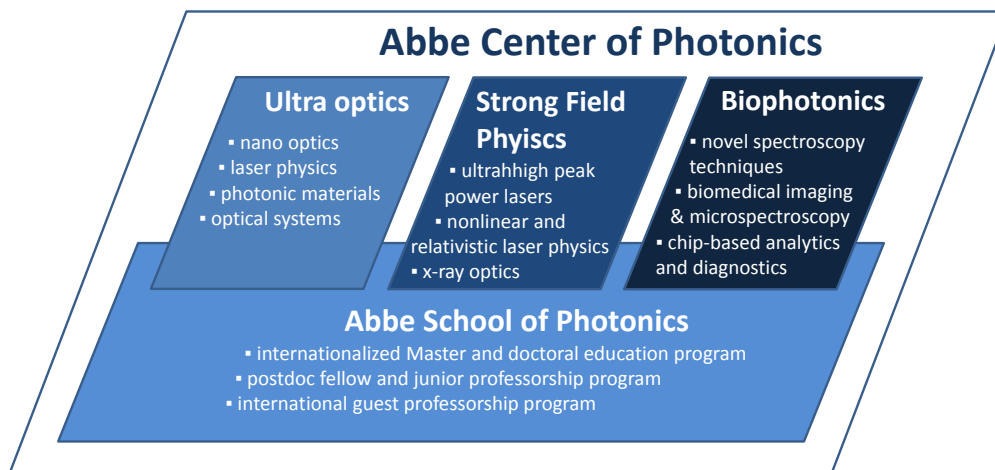 Abbe Center of Photonics
Ultra optics
▪ nano optics
▪ laser physics
▪ photonic materials
▪ optical systems
Strong Field
Phyiscs
▪ ultrahhigh peak
power lasers
▪ nonlinear and
relativistic laser physics
▪ x-ray optics
Biophotonics
▪ novel spectroscopy
techniques
▪ biomedical imaging
& microspectroscopy
▪ chip-based analytics
and diagnostics
Abbe School of Photonics
▪ internationalized Master and doctoral education program
▪ postdoc fellow and junior professorship program
▪ international guest professorship program